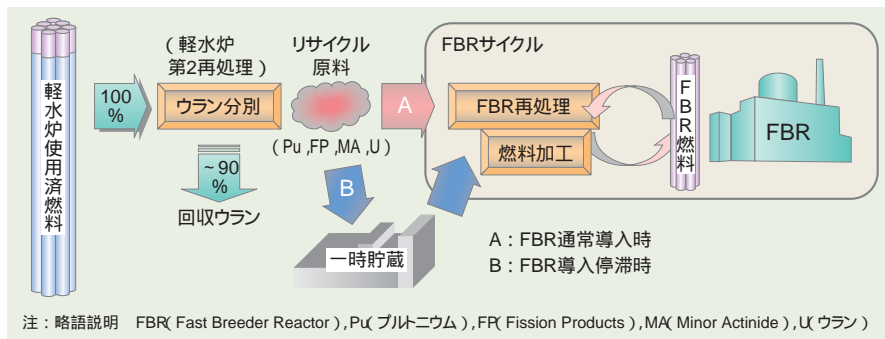 軽水炉使用済燃料
100
%
(軽水炉
第2再処理)
ウラン分別
~90
%
回収ウラン
リサイクル
原料
(Pu,FP,MA,U)
A
B
一時貯蔵
FBRサイクル
FBR再処理
燃料加工
FBR燃料
FBR
A:FBR通常導入時
B:FBR導入停滞時
注:略語説明 FBR(Fast Breeder Reactor),Pu(プルトニウム),FP(Fission Products),MA(Minor Actinide),U(ウラン)